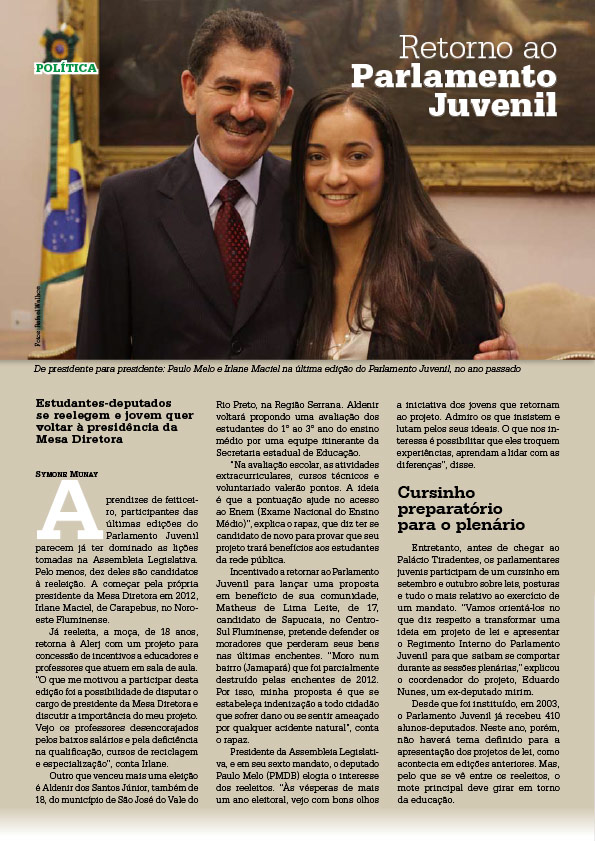 POLÍTICA
Retorno ao
Parlamento
Juvenil
Fotos: Rafael Wallace
De presidente para presidente: Paulo Melo e Irlane Maciel na última edição do Parlamento Juvenil, no ano passado
Estudantes-deputados
se reelegem e jovem quer
voltar à presidência da
Mesa Diretora
Symone Munay
Aprendizes de feiticei-
ro, participantes das
últimas edições do
Parlamento Juvenil
parecem já ter dominado as lições
tomadas na Assembleia Legislativa.
Pelo menos, dez deles são candidatos
à reeleição. A começar pela própria
presidente da Mesa Diretora em 2012,
Irlane Maciel, de Carapebus, no Noro-
este Fluminense.
Já reeleita, a moça, de 18 anos,
retorna à Alerj com um projeto para
concessão de incentivos a educadores e
professores que atuem em sala de aula.
"O que me motivou a participar desta
edição foi a possibilidade de disputar o
cargo de presidente da Mesa Diretora e
discutir a importância do meu projeto.
Vejo os professores desencorajados
pelos baixos salários e pela deficiência
na qualificação, cursos de reciclagem
e especialização", conta Irlane.
Outro que venceu mais uma eleição
é Aldenir dos Santos Júnior, também de
18, do município de São José do Vale do
Rio Preto, na Região Serrana. Aldenir
voltará propondo uma avaliação dos
estudantes do 1º ao 3º ano do ensino
médio por uma equipe itinerante da
Secretaria estadual de Educação.
"Na avaliação escolar, as atividades
extracurriculares, cursos técnicos e
voluntariado valerão pontos. A ideia
é que a pontuação ajude no acesso
ao Enem (Exame Nacional do Ensino
Médio)", explica o rapaz, que diz ter se
candidato de novo para provar que seu
projeto trará benefícios aos estudantes
da rede pública.
Incentivado a retornar ao Parlamento
Juvenil para lançar uma proposta
em benefício de sua comunidade,
Matheus de Lima Leite, de 17,
candidato de Sapucaia, no Centro-
Sul Fluminense, pretende defender os
moradores que perderam seus bens
nas últimas enchentes. "Moro num
bairro (Jamapará) que foi parcialmente
destruído pelas enchentes de 2012.
Por isso, minha proposta é que se
estabeleça indenização a todo cidadão
que sofrer dano ou se sentir ameaçado
por qualquer acidente natural", conta
o rapaz.
Presidente da Assembleia Legislati-
va, e em seu sexto mandato, o deputado
Paulo Melo (PMDB) elogia o interesse
dos reeleitos. "Às vésperas de mais
um ano eleitoral, vejo com bons olhos
a iniciativa dos jovens que retornam
ao projeto. Admiro os que insistem e
lutam pelos seus ideais. O que nos in-
teressa é possibilitar que eles troquem
experiências, aprendam a lidar com as
diferenças", disse.
Cursinho
preparatório
para o plenário
Entretanto, antes de chegar ao
Palácio Tiradentes, os parlamentares
juvenis participam de um cursinho em
setembro e outubro sobre leis, posturas
e tudo o mais relativo ao exercício de
um mandato. "Vamos orientá-los no
que diz respeito a transformar uma
ideia em projeto de lei e apresentar
o Regimento Interno do Parlamento
Juvenil para que saibam se comportar
durante as sessões plenárias," explicou
o coordenador do projeto, Eduardo
Nunes, um ex-deputado mirim.
Desde que foi instituído, em 2003,
o Parlamento Juvenil já recebeu 410
alunos-deputados. Neste ano, porém,
não haverá tema definido para a
apresentação dos projetos de lei, como
acontecia em edições anteriores. Mas,
pelo que se vê entre os reeleitos, o
mote principal deve girar em torno
da educação.